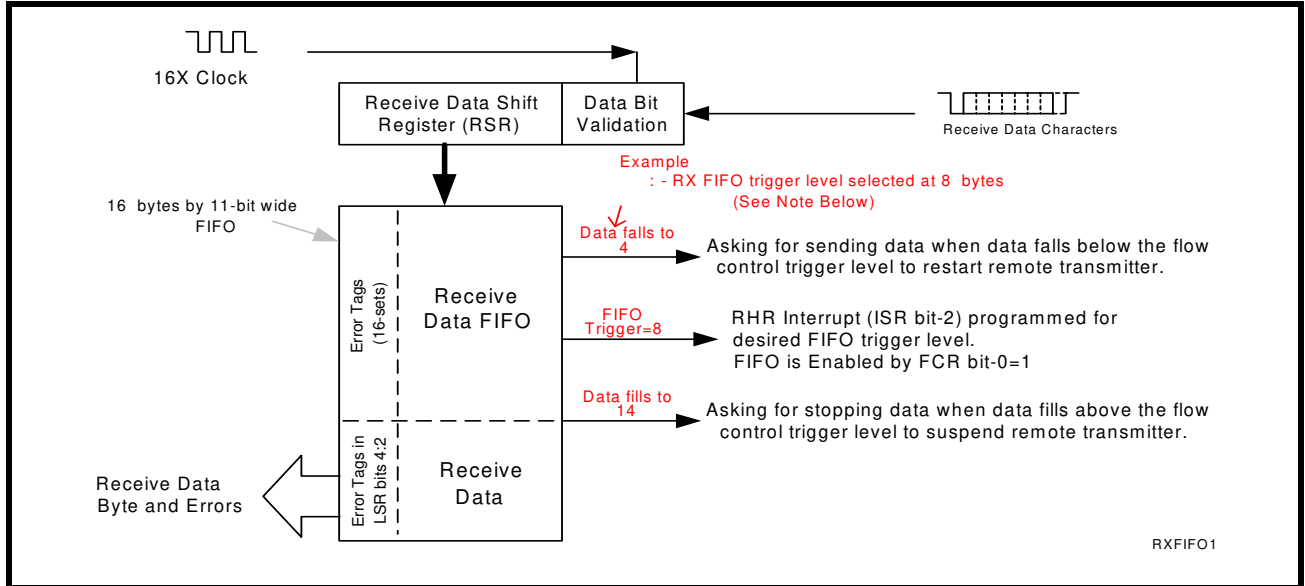 16X Clock
Receive Data Shift
Register (RSR)
Data Bit
Validation
Receive Data Characters
Example
: - RX FIFO trigger level selected at 8 bytes
(See Note Below)
16 bytes by 11-bit wide
FIFO
Data falls to
4
Asking for sending data when data falls below the flow
control trigger level to restart remote transmitter.
Error Tags
(16-sets)
Receive
Data FIFO
FIFO
Trigger=8
RHR Interrupt (ISR bit-2) programmed for
desired FIFO trigger level.
FIFO is Enabled by FCR bit-0=1
Data fills to
14
Asking for stopping data when data fills above the flow
control trigger level to suspend remote transmitter.
Error Tags in
LSR bits 4:2
Receive
Data
Receive Data
Byte and Errors
RXFIFO1